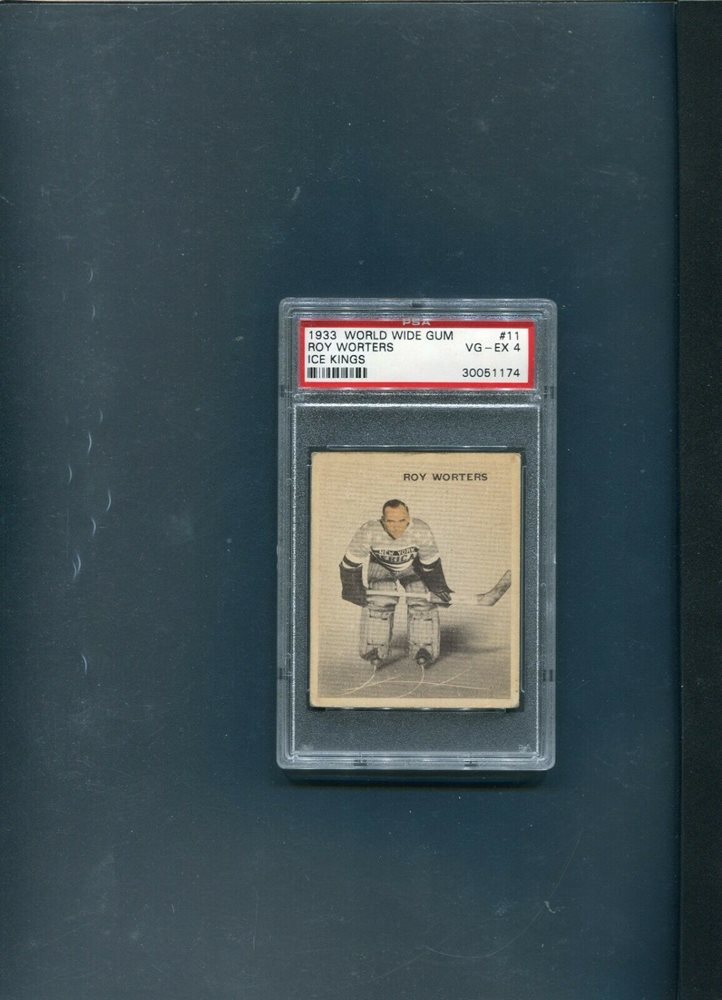 PSA
1933 WORLD WIDE GUM #11
ROY WORTERS VG-EX 4
ICE KINGS
30051174
ROY WORTERS
NEW YORK